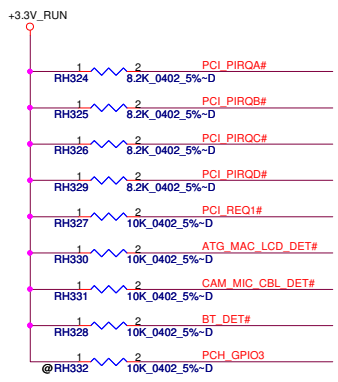 +3.3V_RUN
1 2 PCI_PIRQA#
RH324 8.2K_0402_5%~D
1 2 PCI_PIRQB#
RH325 8.2K_0402_5%~D
1 2 PCI_PIRQC#
RH326 8.2K_0402_5%~D
1 2 PCI_PIRQD#
RH329 8.2K_0402_5%~D
1 2 PCI_REQ1#
RH327 10K_0402_5%~D
1 2 ATG_MAC_LCD_DET#
RH330 10K_0402_5%~D
1 2 CAM_MIC_CBL_DET#
RH331 10K_0402_5%~D
1 2 BT_DET#
RH328 10K_0402_5%~D
1 2 PCH_GPIO3
@RH332 10K_0402_5%~D